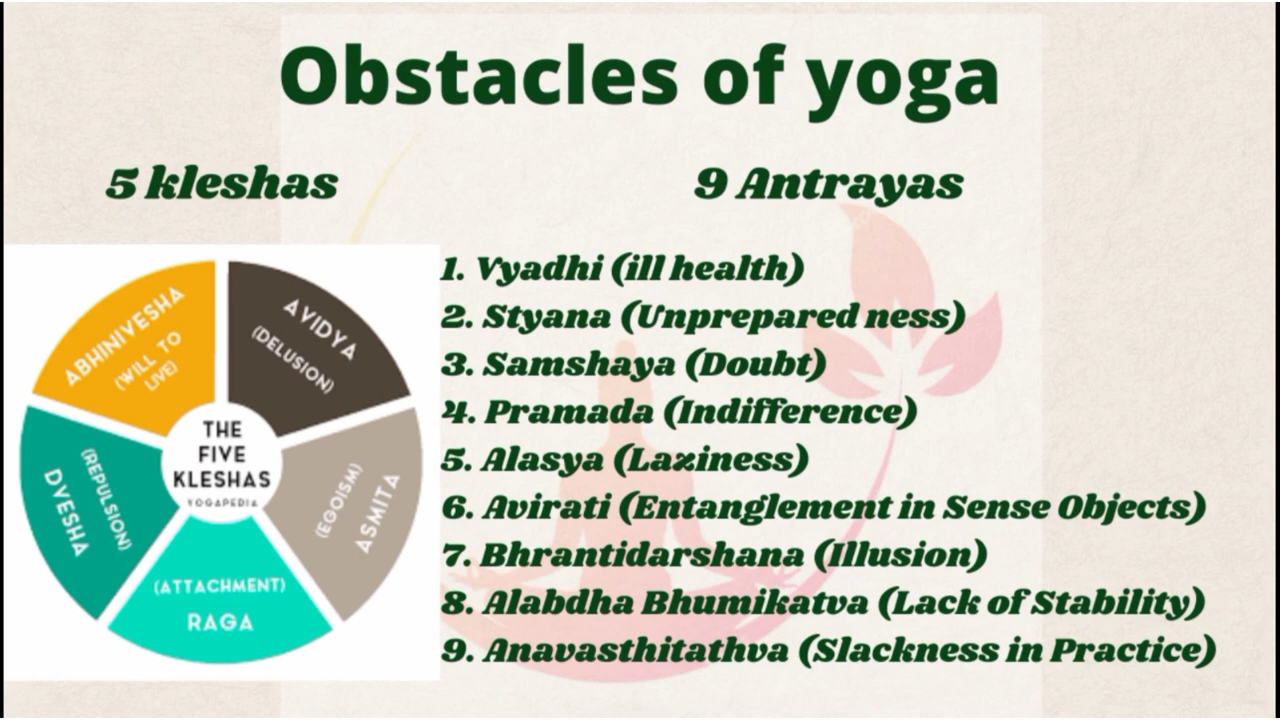 Obstacles of yoga
5 kleshas
9 Antrayas
ABHINIVESHA
(WILL TO
LIVE)
AVIDYA
(DELUSION)
THE
FIVE
KLESHAS
YOGAPEDIA
(REPULSION)
DVESHA
(EGOISM)
ASMITA
(ATTACHMENT)
RAGA
1. Vyadhi (ill health)
2. Styana (Unprepared ness)
3. Samshaya (Doubt)
4. Pramada (Indifference)
5. Alasya (Laziness)
6. Avirati (Entanglement in Sense Objects)
7. Bhrantidarshana (Illusion)
8. Alabdha Bhumikatva (Lack of Stability)
9. Anavasthitathva (Slackness in Practice)